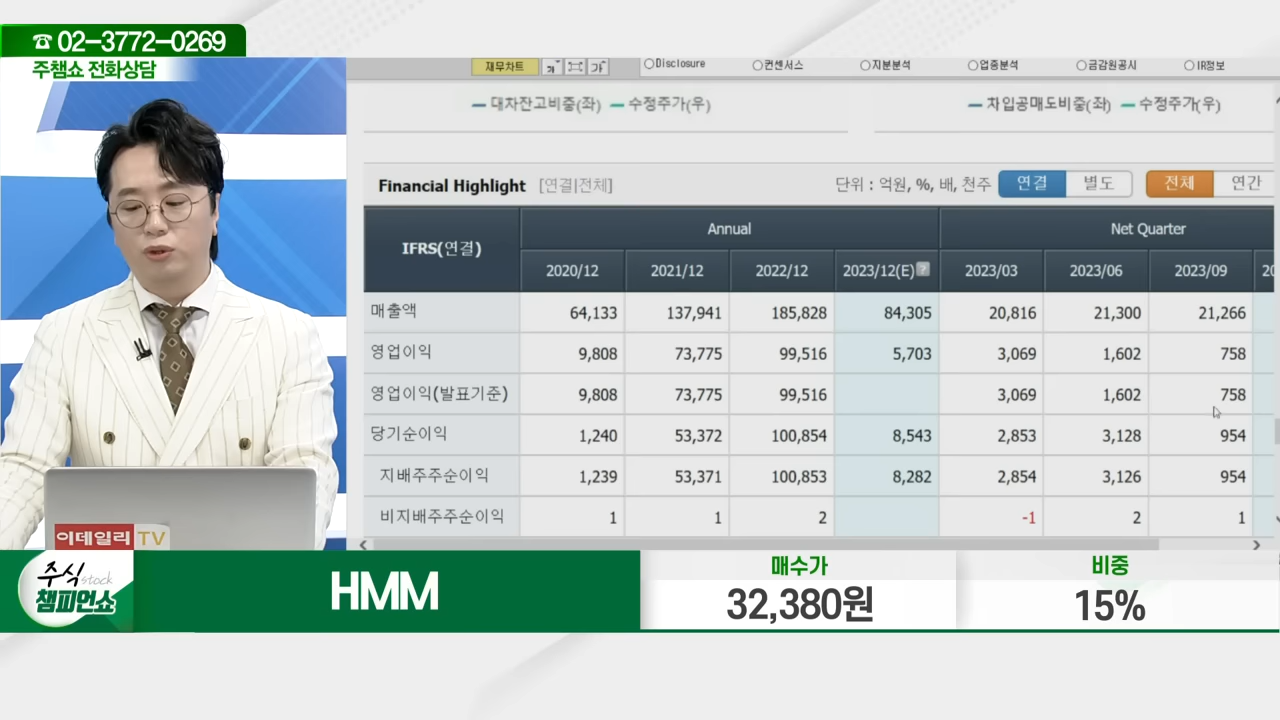 ☎ 02-3772-0269
주챔쇼 전화상담
재무차트
Disclosure 컨센서스 지분분석 업종분석 금감원공시 IR정보
대차잔고비중(좌) 수정주가(우)
차입공매도비중(좌) 수정주가(우)
Financial Highlight [연결|전체] 단위 : 억원, %, 배, 천주 연결 별도 전체 연간
IFRS(연결) Annual Net Quarter
2020/12 2021/12 2022/12 2023/12(E) ? 2023/03 2023/06 2023/09
매출액 64,133 137,941 185,828 84,305 20,816 21,300 21,266
영업이익 9,808 73,775 99,516 5,703 3,069 1,602 758
영업이익(발표기준) 9,808 73,775 99,516 3,069 1,602 758
당기순이익 1,240 53,372 100,854 8,543 2,853 3,128 954
지배주주순이익 1,239 53,371 100,853 8,282 2,854 3,126 954
비지배주주순이익 1 1 2 -1 2 1
이데일리 TV
주식 stock
챔피언쇼
HMM
매수가 비중
32,380원 15%